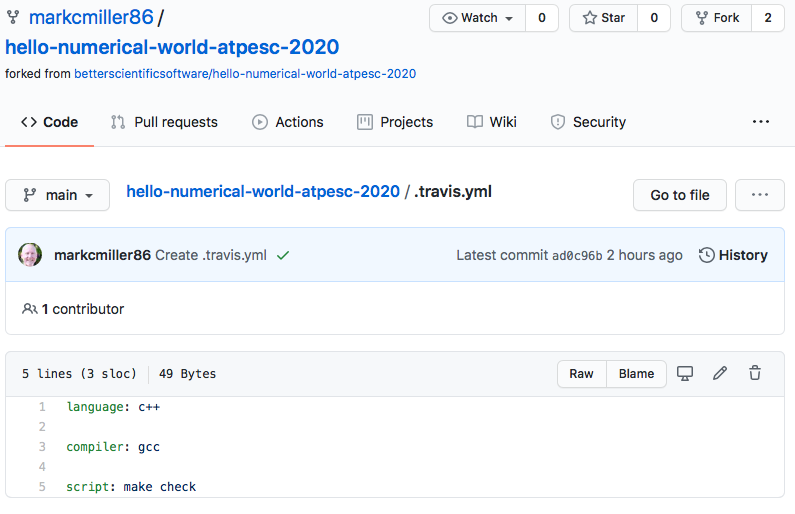 markcmiller86 / Watch 0 Star 0 Fork 2
hello-numerical-world-atpesc-2020
forked from betterscientificsoftware/hello-numerical-world-atpesc-2020
Code Pull requests Actions Projects Wiki Security ...
main hello-numerical-world-atpesc-2020 / .travis.yml Go to file ...
markcmiller86 Create .travis.yml Latest commit ad0c96b 2 hours ago History
1 contributor
5 lines (3 sloc) 49 Bytes Raw Blame
1 language: c++
2
3 compiler: gcc
4
5 script: make check